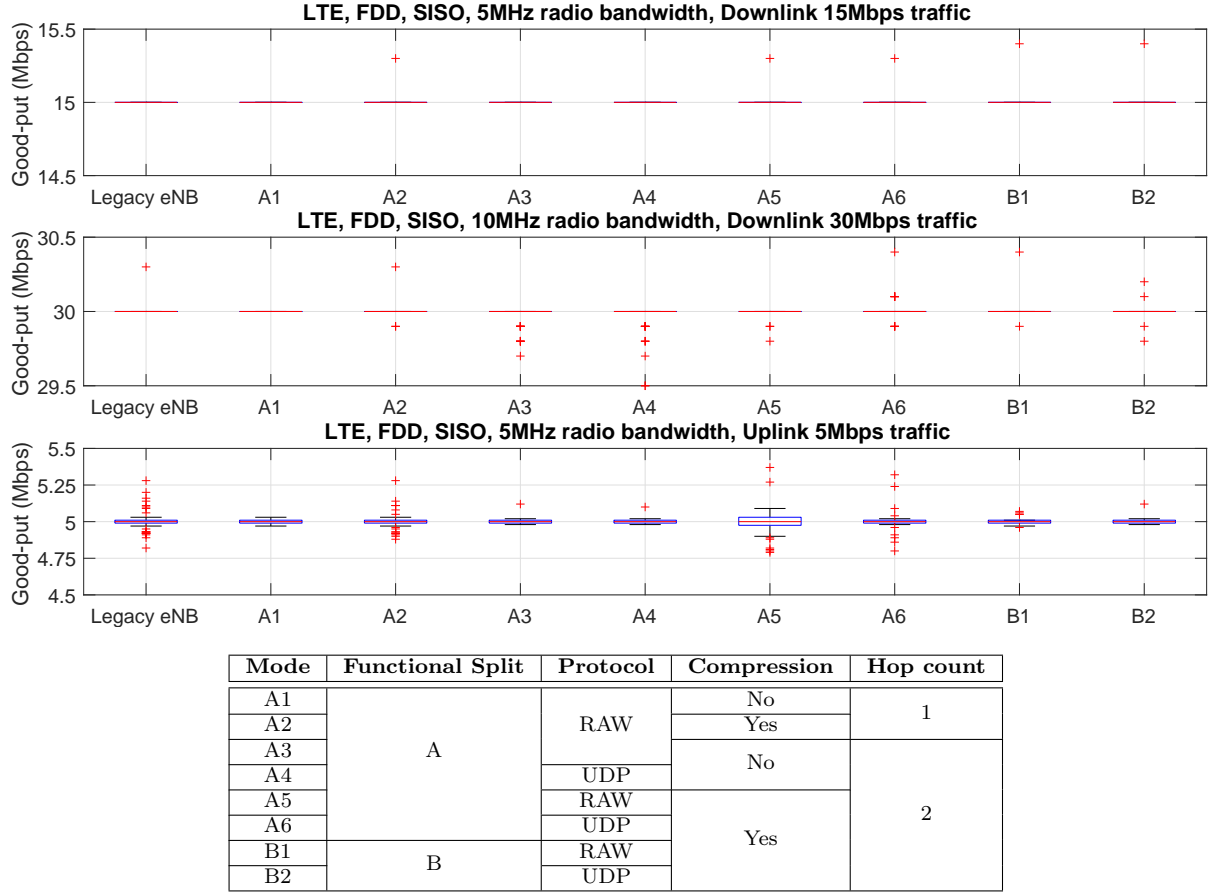 LTE, FDD, SISO, 5MHz radio bandwidth, Downlink 15Mbps traffic
Good-put (Mbps)
15.5
15
14.5
Legacy eNB A1 A2 A3 A4 A5 A6 B1 B2
LTE, FDD, SISO, 10MHz radio bandwidth, Downlink 30Mbps traffic
Good-put (Mbps)
30.5
30
29.5
Legacy eNB A1 A2 A3 A4 A5 A6 B1 B2
LTE, FDD, SISO, 5MHz radio bandwidth, Uplink 5Mbps traffic
Good-put (Mbps)
5.5
5.25
5
4.75
4.5
Legacy eNB A1 A2 A3 A4 A5 A6 B1 B2
Mode Functional Split Protocol Compression Hop count
A1 A RAW No 1
A2 Yes
A3 No 2
A4 UDP
A5 RAW Yes
A6 UDP
B1 B RAW
B2 UDP